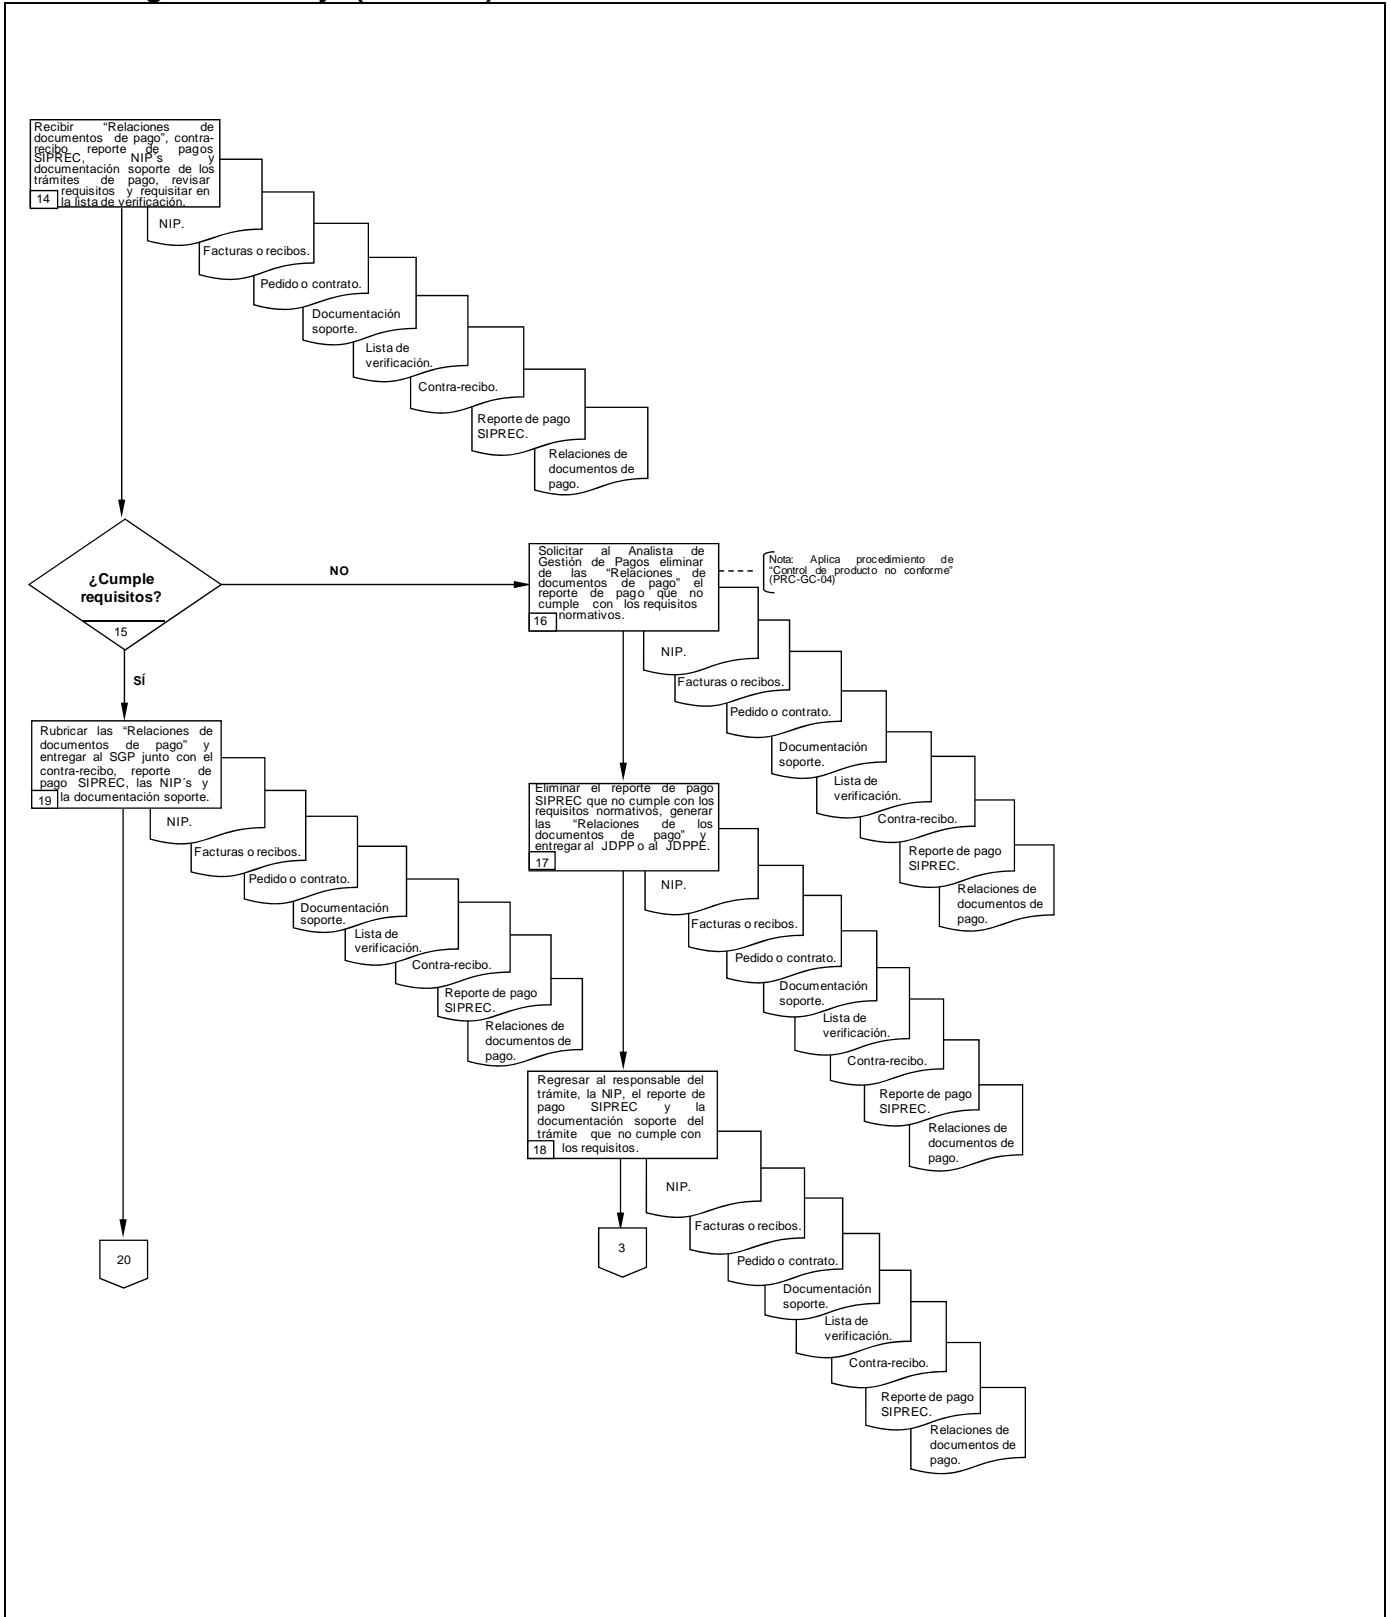 Recibir "Relaciones de
documentos de pago", contra-
recibo reporte de pagos
SIPREC, NIP´s y
documentación soporte de los
trámites de pago, revisar
requisitos y requisitar en
la lista de verificación.
14
NIP.
Facturas o recibos.
Pedido o contrato.
Documentación
soporte.
Lista de
verificación.
Contra-recibo.
Reporte de pago
SIPREC.
Relaciones de
documentos de
pago.
¿Cumple
requisitos?
15
NO
SÍ
Solicitar al Analista de
Gestión de Pagos eliminar
de las "Relaciones de
documentos de pago" el
reporte de pago que no
cumple con los requisitos
normativos.
16
Nota: Aplica procedimiento de
"Control de producto no conforme"
(PRC-GC-04)
NIP.
Facturas o recibos.
Pedido o contrato.
Documentación
soporte.
Lista de
verificación.
Contra-recibo.
Reporte de pago
SIPREC.
Relaciones de
documentos de
pago.
Rubricar las "Relaciones de
documentos de pago" y
entregar al SGP junto con el
contra-recibo, reporte de
pago SIPREC, las NIP´s y
la documentación soporte.
19
NIP.
Facturas o recibos.
Pedido o contrato.
Documentación
soporte.
Lista de
verificación.
Contra-recibo.
Reporte de pago
SIPREC.
Relaciones de
documentos de
pago.
Eliminar el reporte de pago
SIPREC que no cumple con los
requisitos normativos, generar
las "Relaciones de los
documentos de pago" y
entregar al JDPP o al JDPPE.
17
NIP.
Facturas o recibos.
Pedido o contrato.
Documentación
soporte.
Lista de
verificación.
Contra-recibo.
Reporte de pago
SIPREC.
Relaciones de
documentos de
pago.
Regresar al responsable del
trámite, la NIP, el reporte de
pago SIPREC y la
documentación soporte del
trámite que no cumple con
los requisitos.
18
NIP.
Facturas o recibos.
Pedido o contrato.
Documentación
soporte.
Lista de
verificación.
Contra-recibo.
Reporte de pago
SIPREC.
Relaciones de
documentos de
pago.
20
3